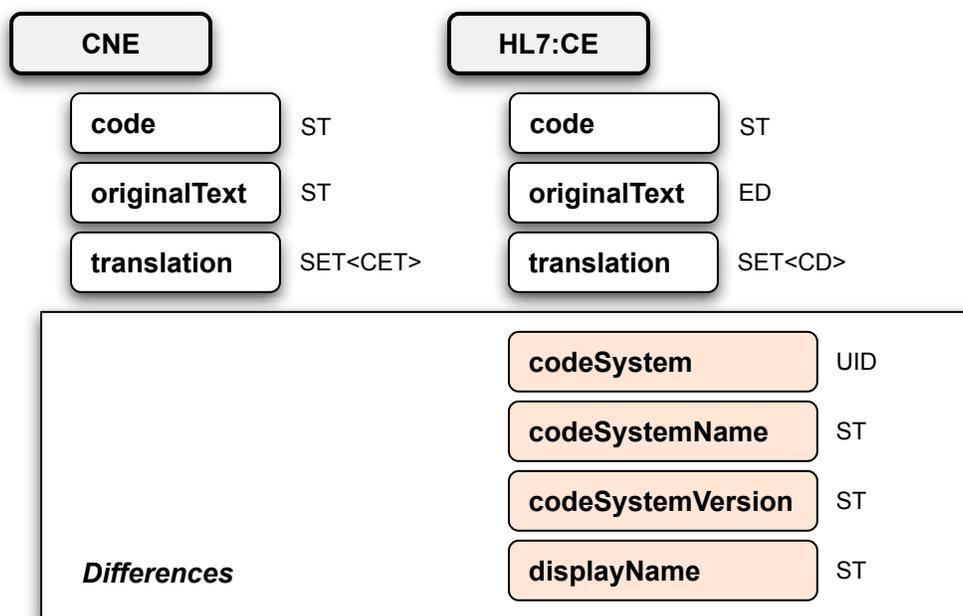 CNE HL7:CE
code ST code ST
originalText ST originalText ED
translation SET<CET> translation SET<CD>
codeSystem UID
codeSystemName ST
codeSystemVersion ST
Differences displayName ST